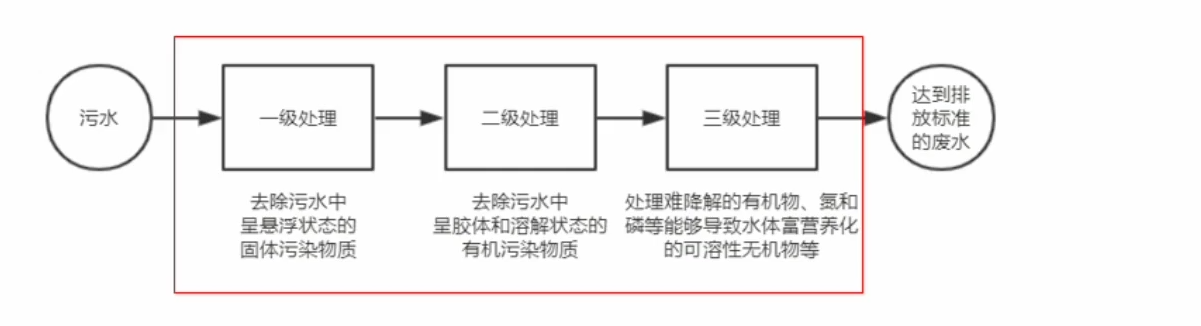 污水
一级处理
二级处理
三级处理
达到排
放标准
的废水
去除污水中
呈悬浮状态的
固体污染物质
去除污水中
呈胶体和溶解状态的
有机污染物质
处理难降解的有机物、氮和
磷等能够导致水体富营养化
的可溶性无机物等